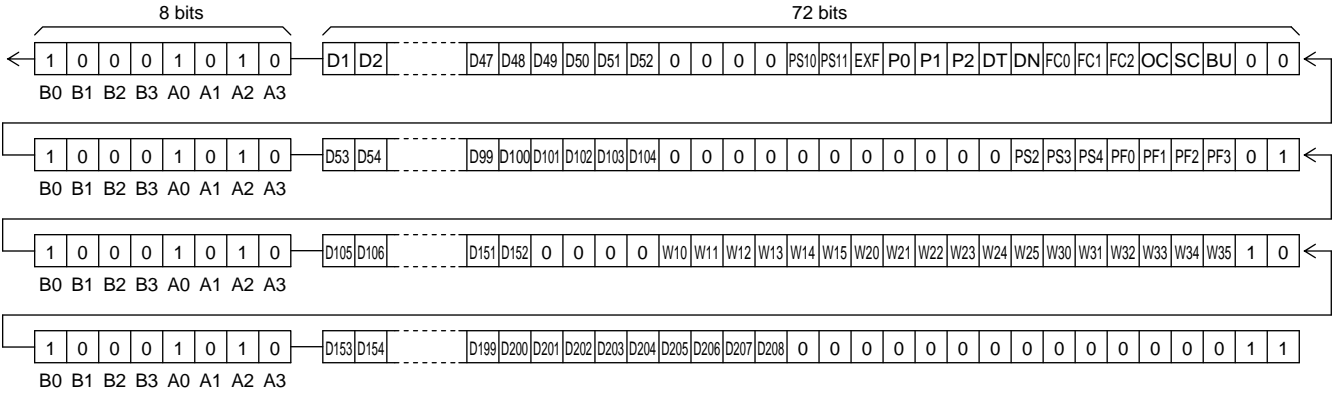 8 bits 72 bits
1 0 0 0 1 0 1 0 D1 D2 D47 D48 D49 D50 D51 D52 0 0 0 0 PS10 PS11 EXF P0 P1 P2 DT DN FC0 FC1 FC2 OC SC BU 0 0
B0 B1 B2 B3 A0 A1 A2 A3
1 0 0 0 1 0 1 0 D53 D54 D99 D100 D101 D102 D103 D104 0 0 0 0 0 0 0 0 0 0 0 PS2 PS3 PS4 PF0 PF1 PF2 PF3 0 1
B0 B1 B2 B3 A0 A1 A2 A3
1 0 0 0 1 0 1 0 D105 D106 D151 D152 0 0 0 0 W10 W11 W12 W13 W14 W15 W20 W21 W22 W23 W24 W25 W30 W31 W32 W33 W34 W35 1 0
B0 B1 B2 B3 A0 A1 A2 A3
1 0 0 0 1 0 1 0 D153 D154 D199 D200 D201 D202 D203 D204 D205 D206 D207 D208 0 0 0 0 0 0 0 0 0 0 0 0 0 0 1 1
B0 B1 B2 B3 A0 A1 A2 A3